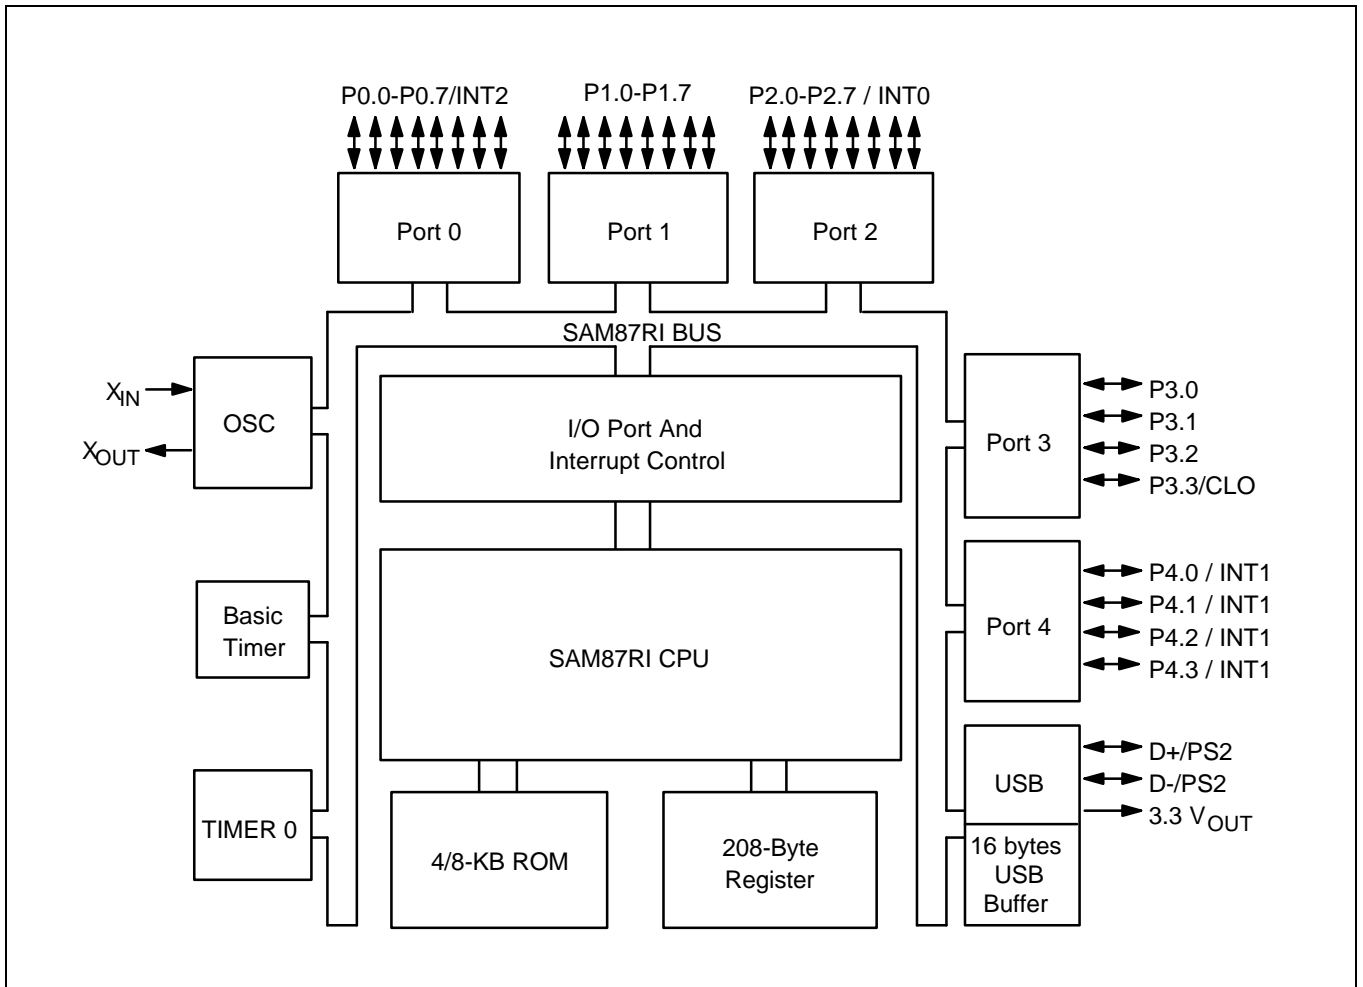 P0.0-P0.7/INT2
P1.0-P1.7
P2.0-P2.7 / INT0
Port 0
Port 1
Port 2
SAM87RI BUS
XIN
XOUT
OSC
I/O Port And
Interrupt Control
Port 3
P3.0
P3.1
P3.2
P3.3/CLO
Basic
Timer
SAM87RI CPU
Port 4
P4.0 / INT1
P4.1 / INT1
P4.2 / INT1
P4.3 / INT1
TIMER 0
4/8-KB ROM
208-Byte
Register
USB
D+/PS2
D-/PS2
3.3 VOUT
16 bytes
USB
Buffer